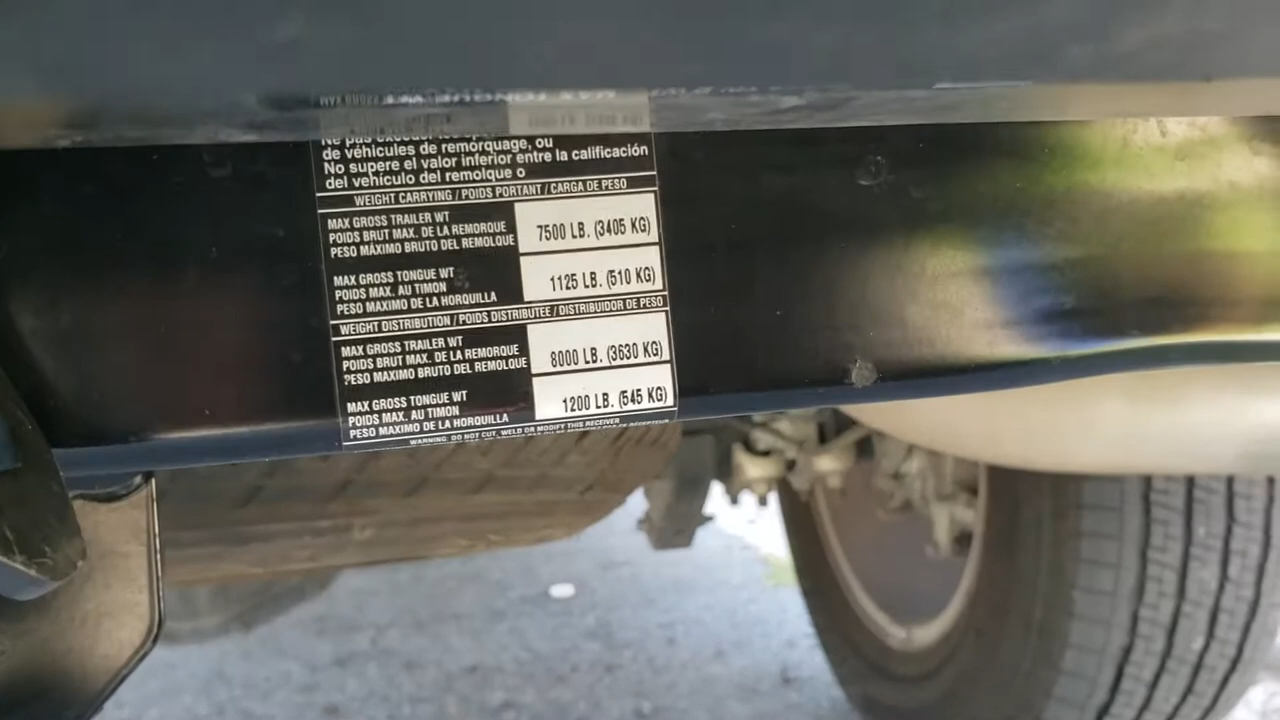 de véhicules de remorquage, ou
No supere el valor inferior entre la calificación
del vehículo del remolque o
WEIGHT CARRYING / POIDS PORTANT / CARGA DE PESO
MAX GROSS TRAILER WT
POIDS BRUT MAX. DE LA REMORQUE
PESO MÁXIMO BRUTO DEL REMOLQUE
7500 LB. (3405 KG)
MAX GROSS TONGUE WT
POIDS MAX. AU TIMON
PESO MAXIMO DE LA HORQUILLA
1125 LB. (510 KG)
WEIGHT DISTRIBUTION / POIDS DISTRIBUTEE / DISTRIBUIDOR DE PESO
MAX GROSS TRAILER WT
POIDS BRUT MAX. DE LA REMORQUE
PESO MAXIMO BRUTO DEL REMOLQUE
8000 LB. (3630 KG)
MAX GROSS TONGUE WT
POIDS MAX. AU TIMON
PESO MAXIMO DE LA HORQUILLA
1200 LB. (545 KG)
WARNING: DO NOT CUT, WELD OR MODIFY THIS RECEIVER